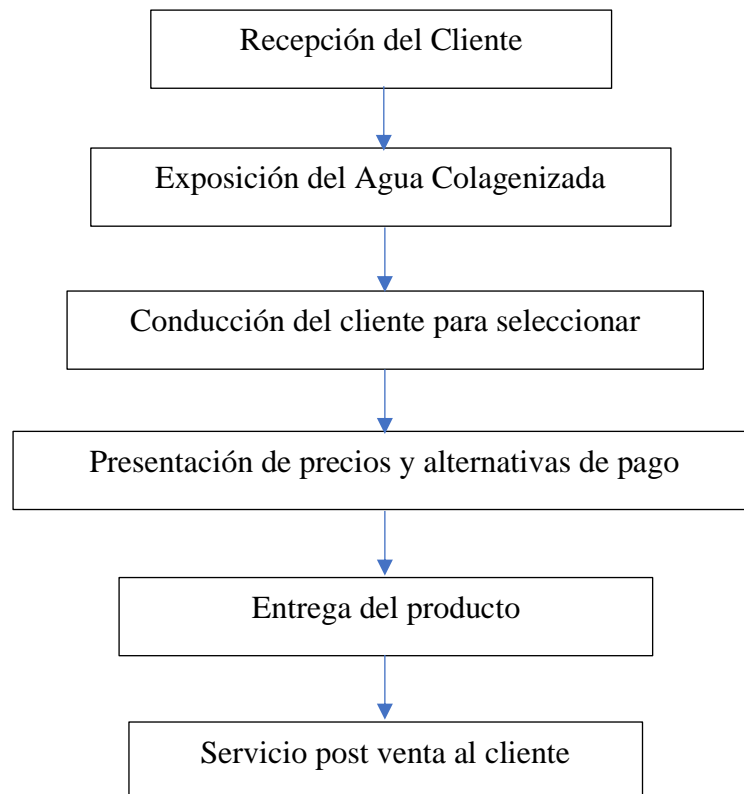 Recepción del Cliente
Exposición del Agua Colagenizada
Conducción del cliente para seleccionar
Presentación de precios y alternativas de pago
Entrega del producto
Servicio post venta al cliente